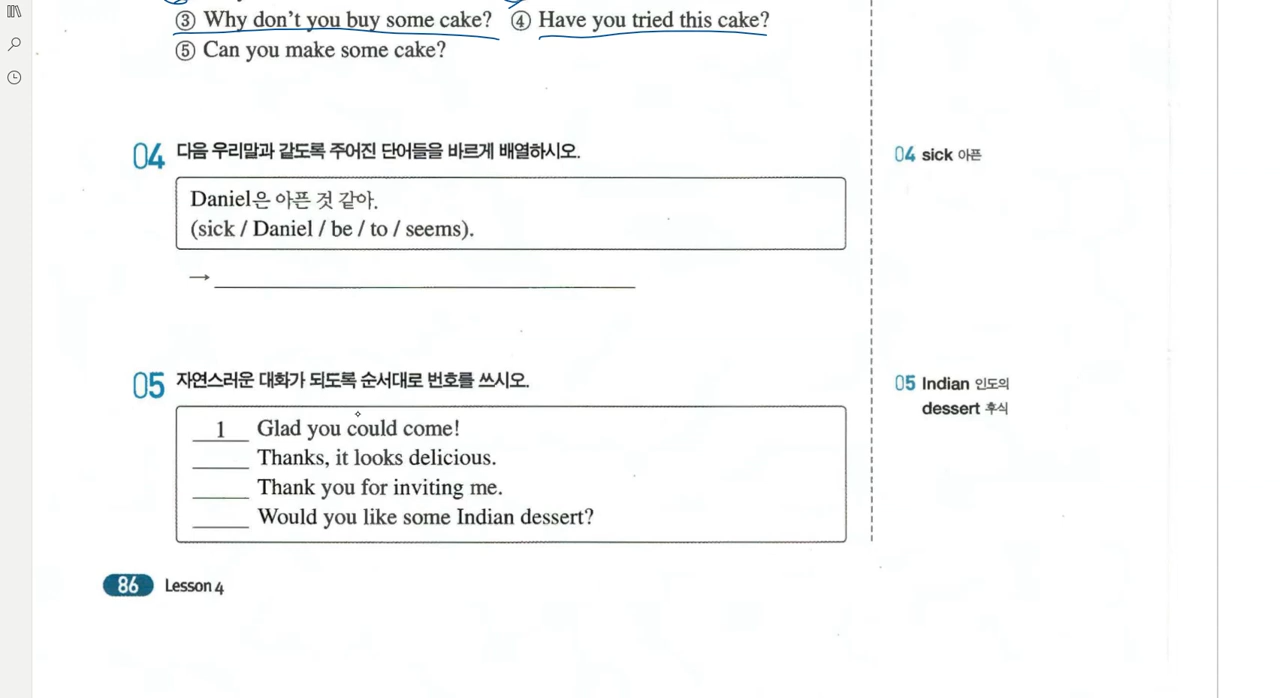 ③ Why don't you buy some cake? ④ Have you tried this cake?
⑤ Can you make some cake?
04 다음 우리말과 같도록 주어진 단어들을 바르게 배열하시오.
Daniel은 아픈 것 같아.
(sick / Daniel / be / to / seems).
→
04 sick 아픈
05 자연스러운 대화가 되도록 순서대로 번호를 쓰시오.
1 Glad you could come!
Thanks, it looks delicious.
Thank you for inviting me.
Would you like some Indian dessert?
05 Indian 인도의
dessert 후식
86 Lesson 4